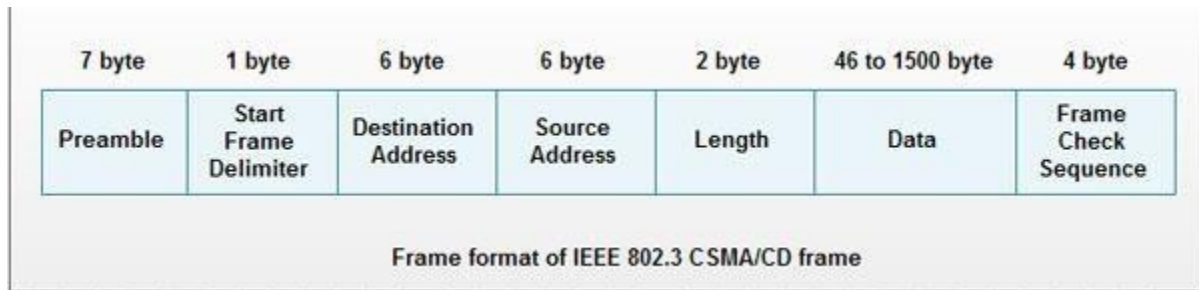 7 byte 1 byte 6 byte 6 byte 2 byte 46 to 1500 byte 4 byte
Preamble
Start
Frame
Delimiter
Destination
Address
Source
Address
Length
Data
Frame
Check
Sequence
Frame format of IEEE 802.3 CSMA/CD frame